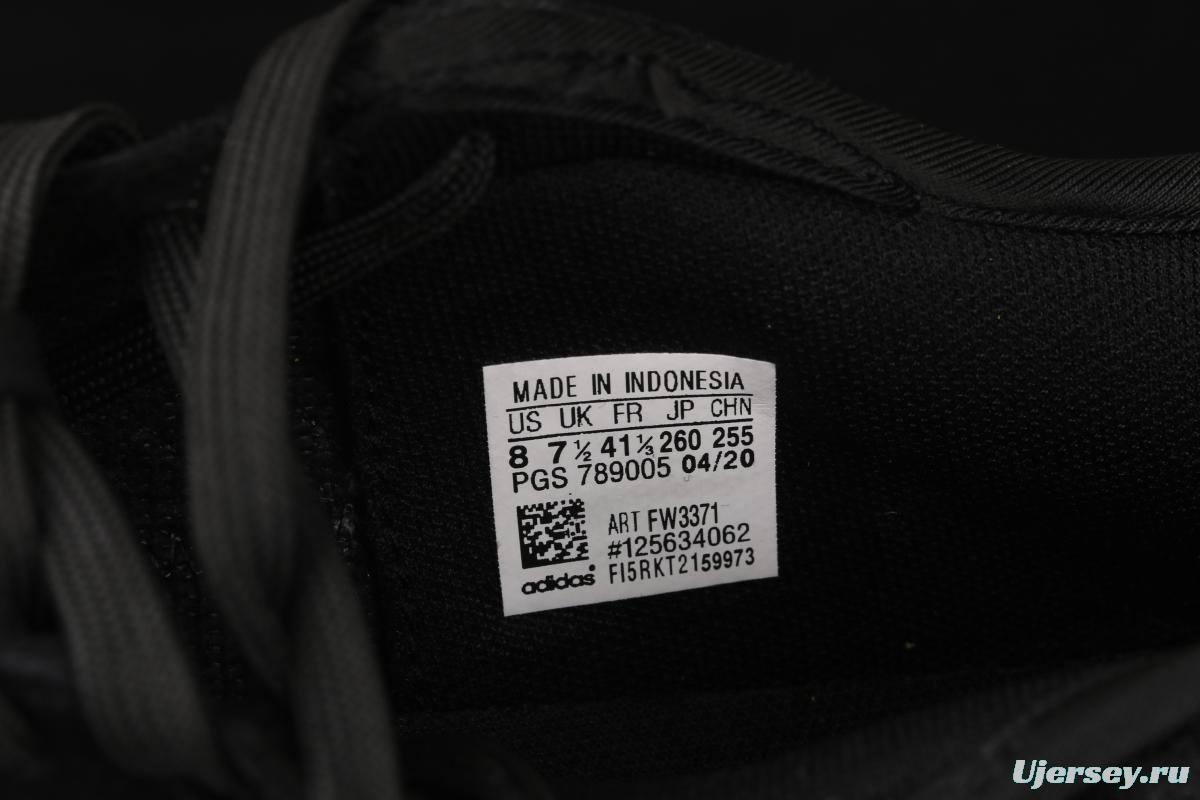 MADE IN INDONESIA
US UK FR JP CHN
8 7½ 41⅓ 260 255
PGS 789005 04/20
ART FW3371
#125634062
FI5RKT2159973
adidas
Ujersey.ru